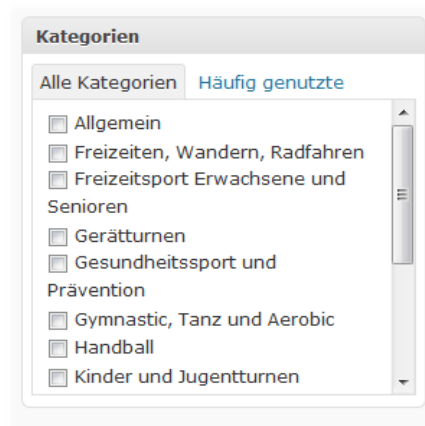 Kategorien
Alle Kategorien Häufig genutzte
Allgemein
Freizeiten, Wandern, Radfahren
Freizeitsport Erwachsene und
Senioren
Gerätturnen
Gesundheitssport und
Prävention
Gymnastic, Tanz und Aerobic
Handball
Kinder und Jugentturnen